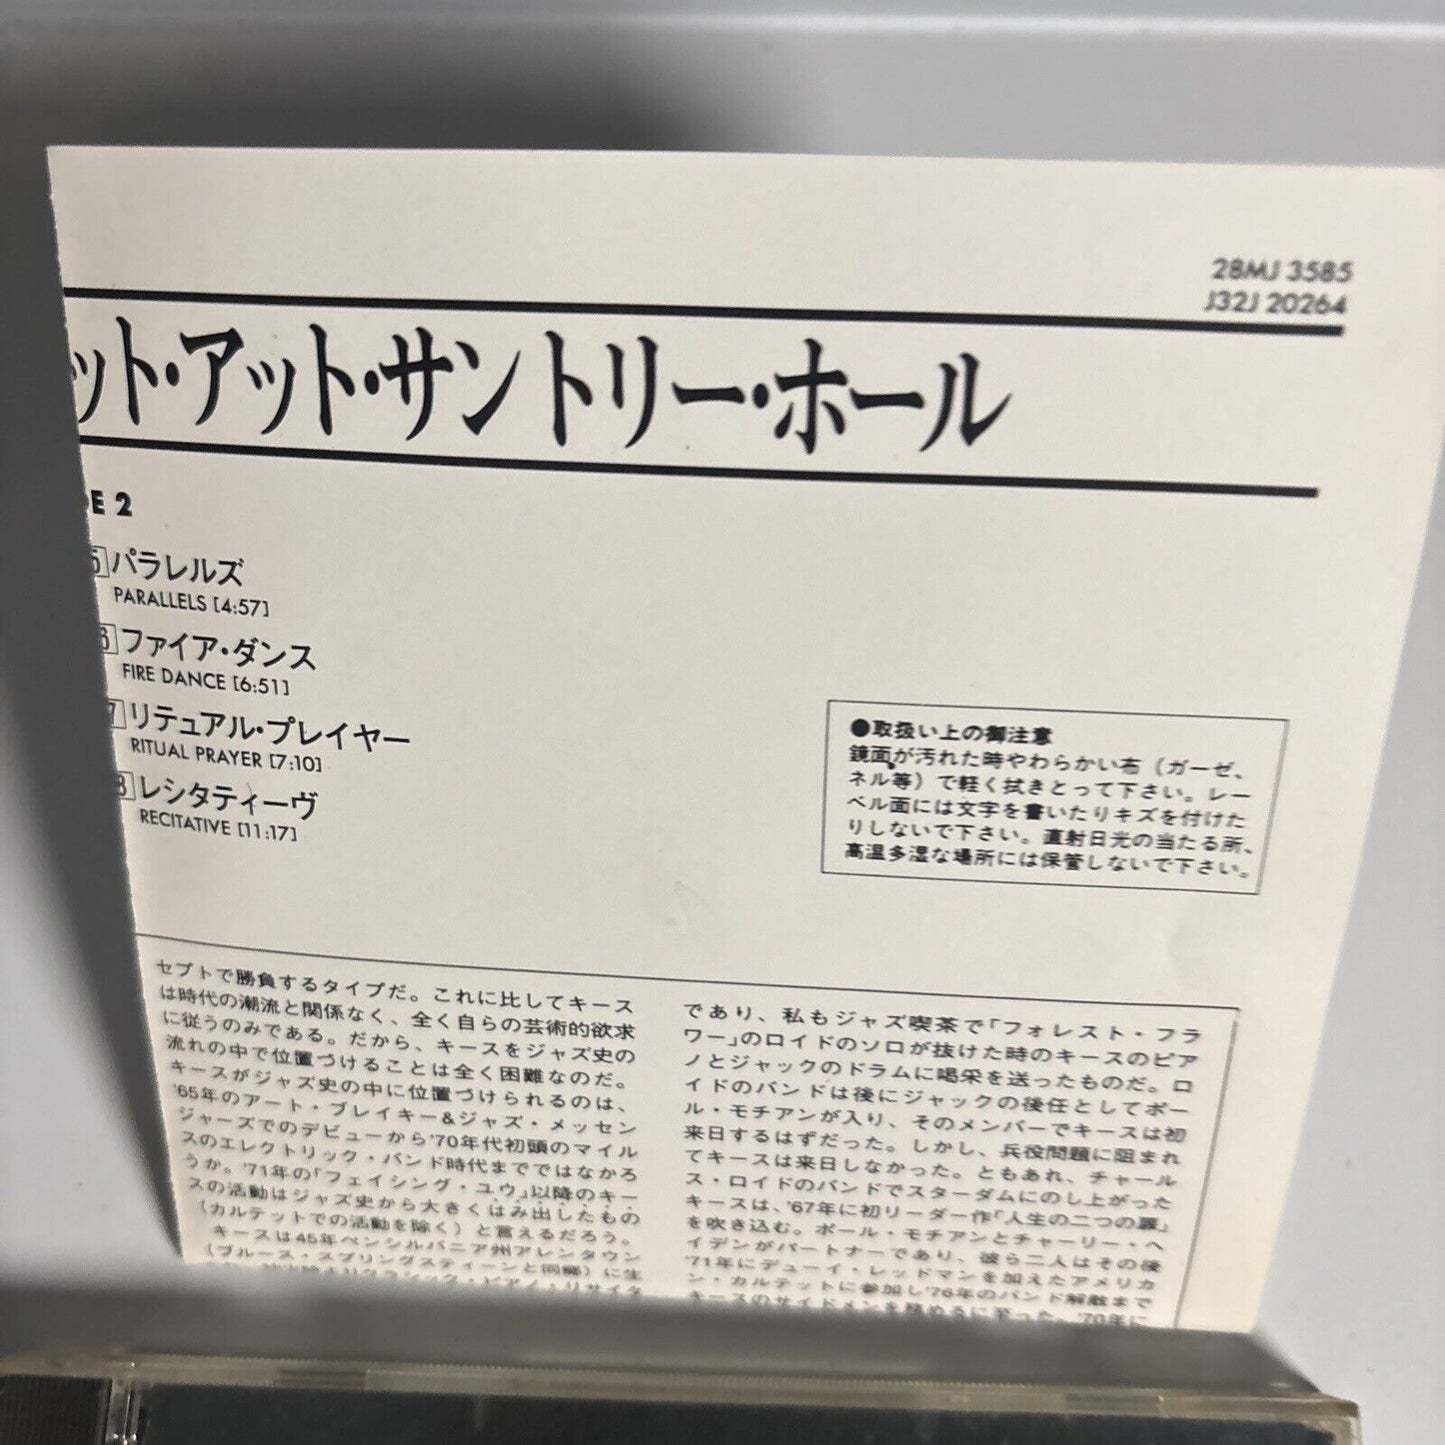 28MJ 3585
J32J 20264
ット・アット・サントリー・ホール
DE 2
5 パラレルズ
PARALLELS [4:57]
6 ファイア・ダンス
FIRE DANCE [6:51]
7 リテュアル・プレイヤー
RITUAL PRAYER [7:10]
8 レシタティーヴ
RECITATIVE [11:17]
●取扱い上の御注意
鏡面が汚れた時やわらかい布（ガーゼ、
ネル等）で軽く拭きとって下さい。レー
ベル面には文字を書いたりキズを付けた
りしないで下さい。直射日光の当たる所、
高温多湿な場所には保管しないで下さい。
セプトで勝負するタイプだ。これに比してキース
は時代の潮流と関係なく、全く自らの芸術的欲求
に従うのみである。だから、キースをジャズ史の
流れの中で位置づけることは全く困難なのだ。
キースがジャズ史の中に位置づけられるのは、
'65年のアート・ブレイキー&ジャズ・メッセン
ジャーズでのデビューから'70年代初頭のマイル
スのエレクトリック・バンド時代まででではなかろ
うか。'71年の「フェイシング・ユウ」以降のキー
スの活動はジャズ史から大きくはみ出したもの
（カルテットでの活動を除く）と言えるだろう。
キースは45年ペンシルバニア州アレンタウン
（ブルース・スプリングスティーンと同郷）に生
であり、私もジャズ喫茶で「フォレスト・フラ
ワー」のロイドのソロが抜けた時のキースのピア
ノとジャックのドラムに喝采を送ったものだ。ロ
イドのバンドは後にジャックの後任としてポー
ル・モチアンが入り、そのメンバーでキースは初
来日するはずだった。しかし、兵役問題に阻まれ
てキースは来日しなかった。ともあれ、チャール
ス・ロイドのバンドでスターダムにのし上がった
キースは、'67年に初リーダー作「人生の二つの扉」
を吹き込む。ポール・モチアンとチャーリー・ヘ
イデンがパートナーであり、彼ら二人はその後
'71年にデューイ・レッドマンを加えたアメリカ
ン・カルテットに参加し'76年のバンド解散まで
キースのサイドメンを務めるに至った。'70年に